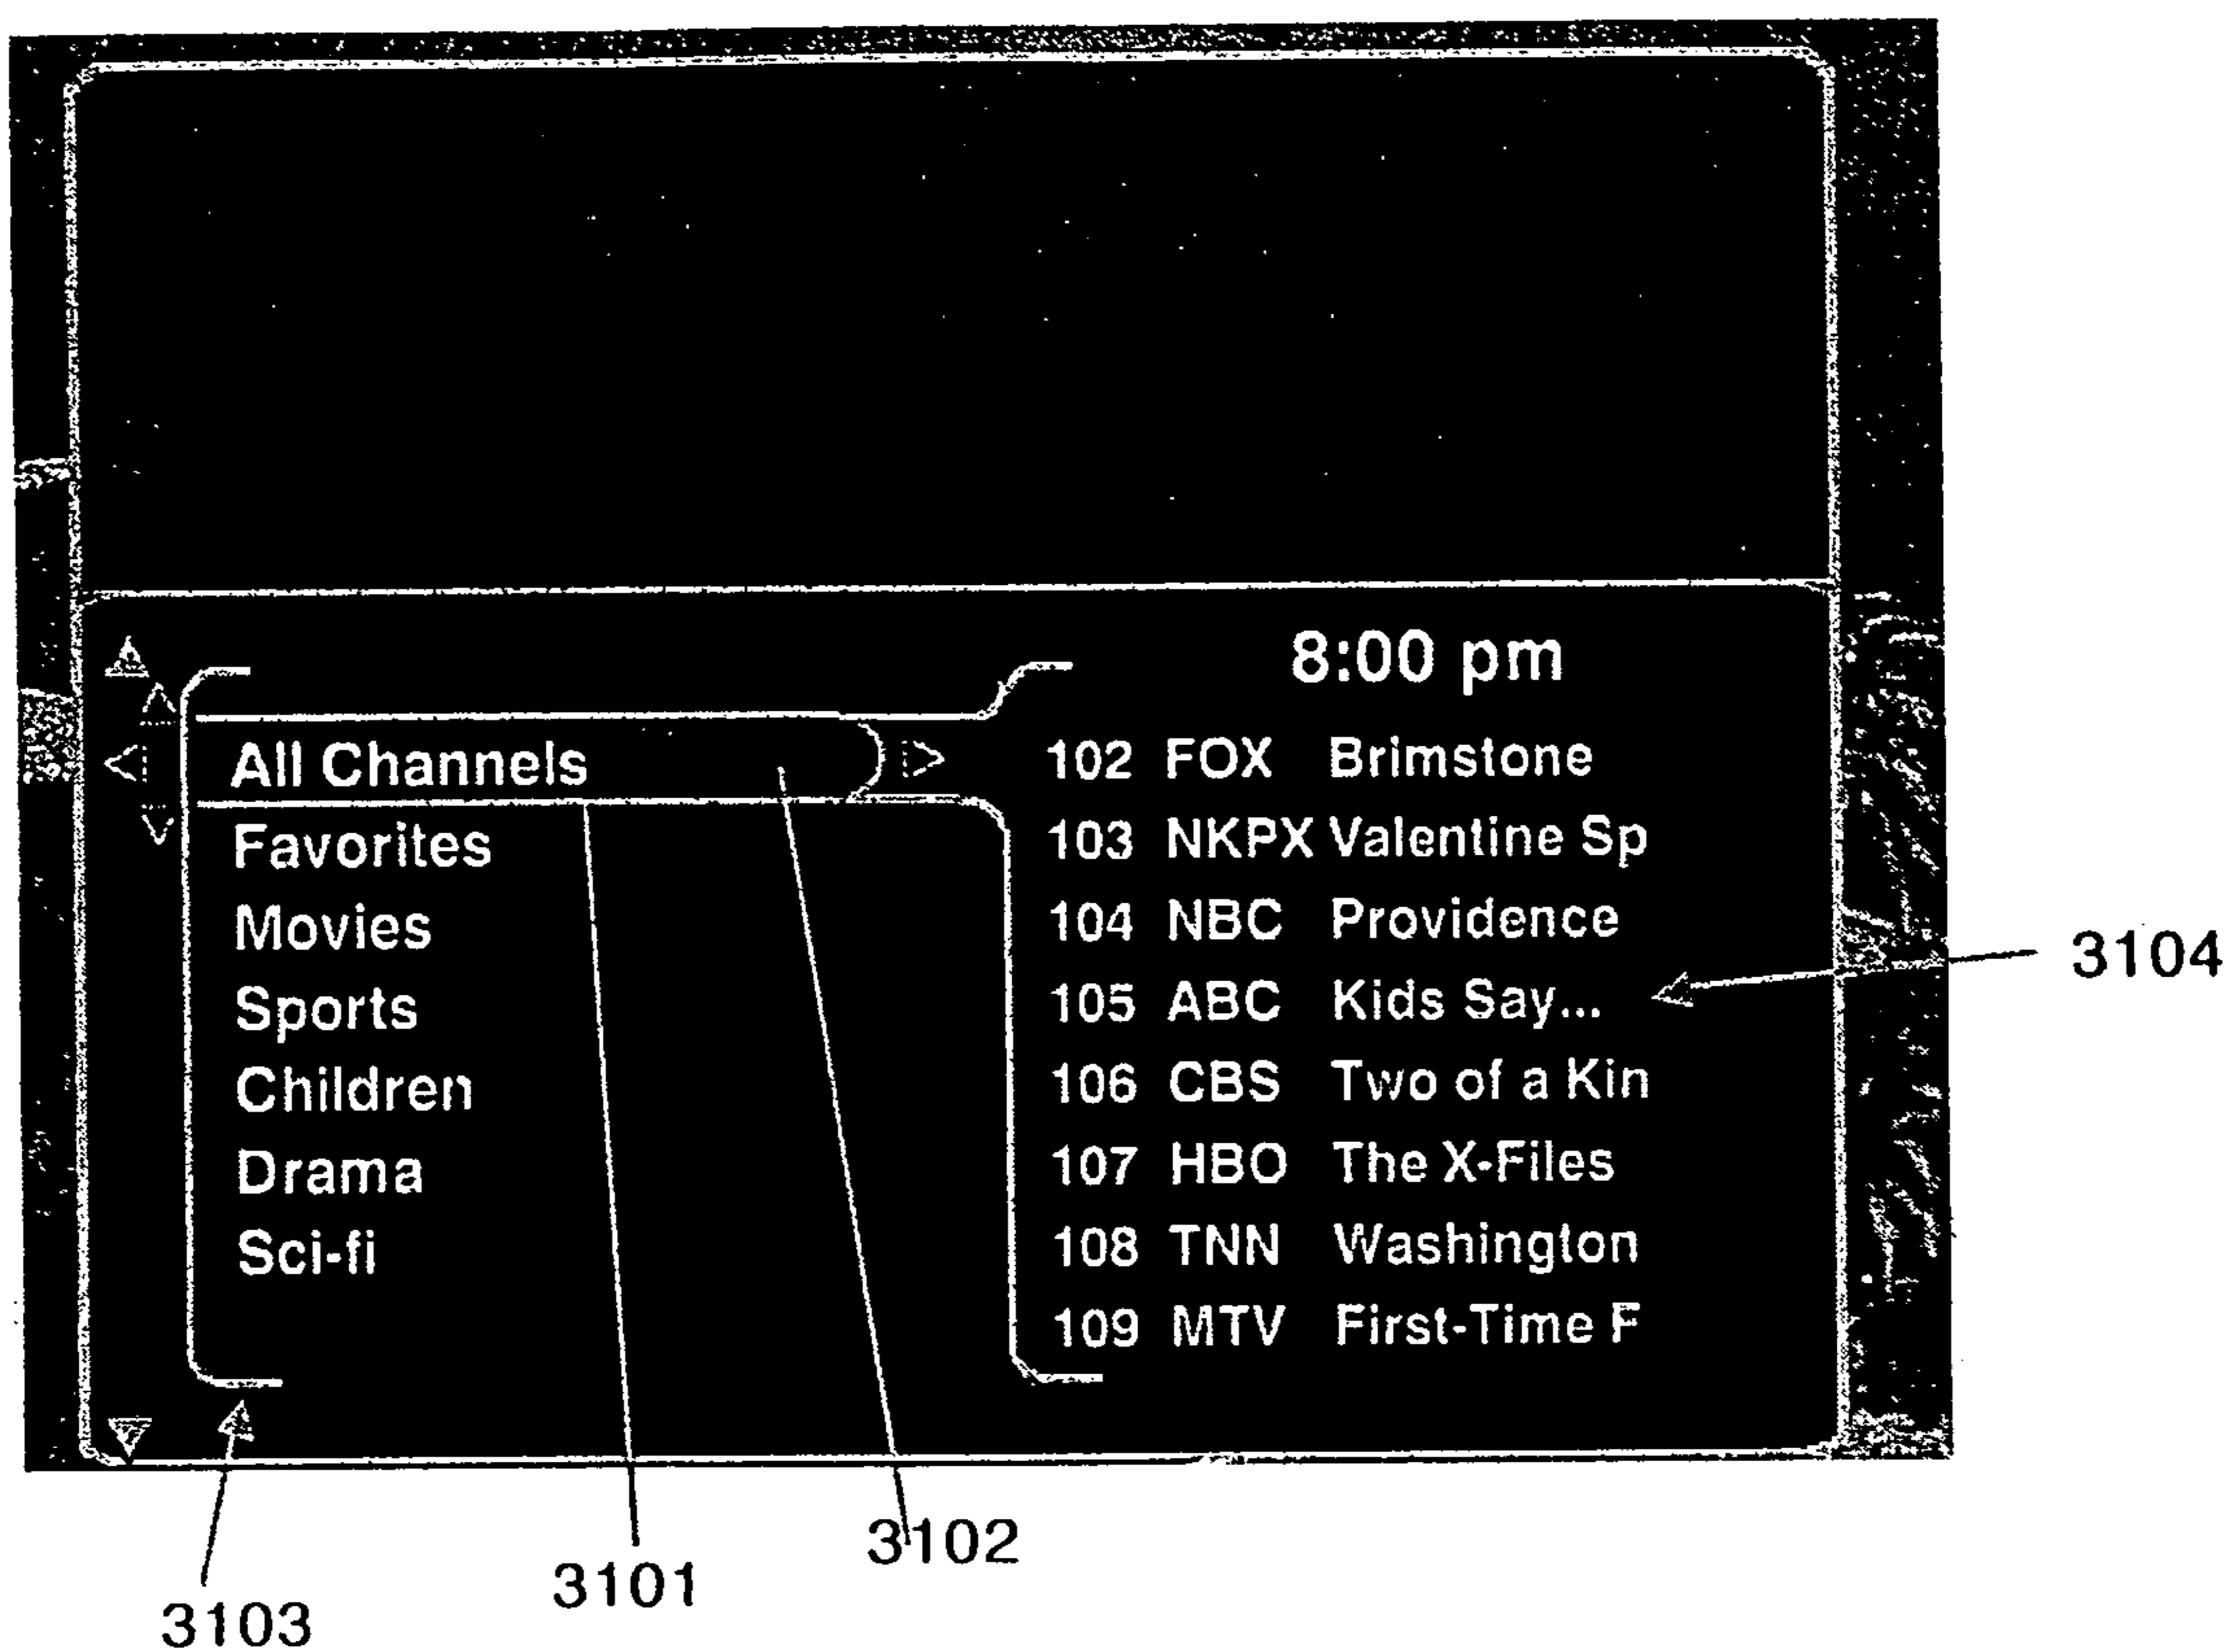 8:00 pm
All Channels
Favorites
Movies
Sports
Children
Drama
Sci-fi
102 FOX Brimstone
103 NKPX Valentine Sp
104 NBC Providence
105 ABC Kids Say...
106 CBS Two of a Kin
107 HBO The X-Files
108 TNN Washington
109 MTV First-Time F
3104
3102
3101
3103